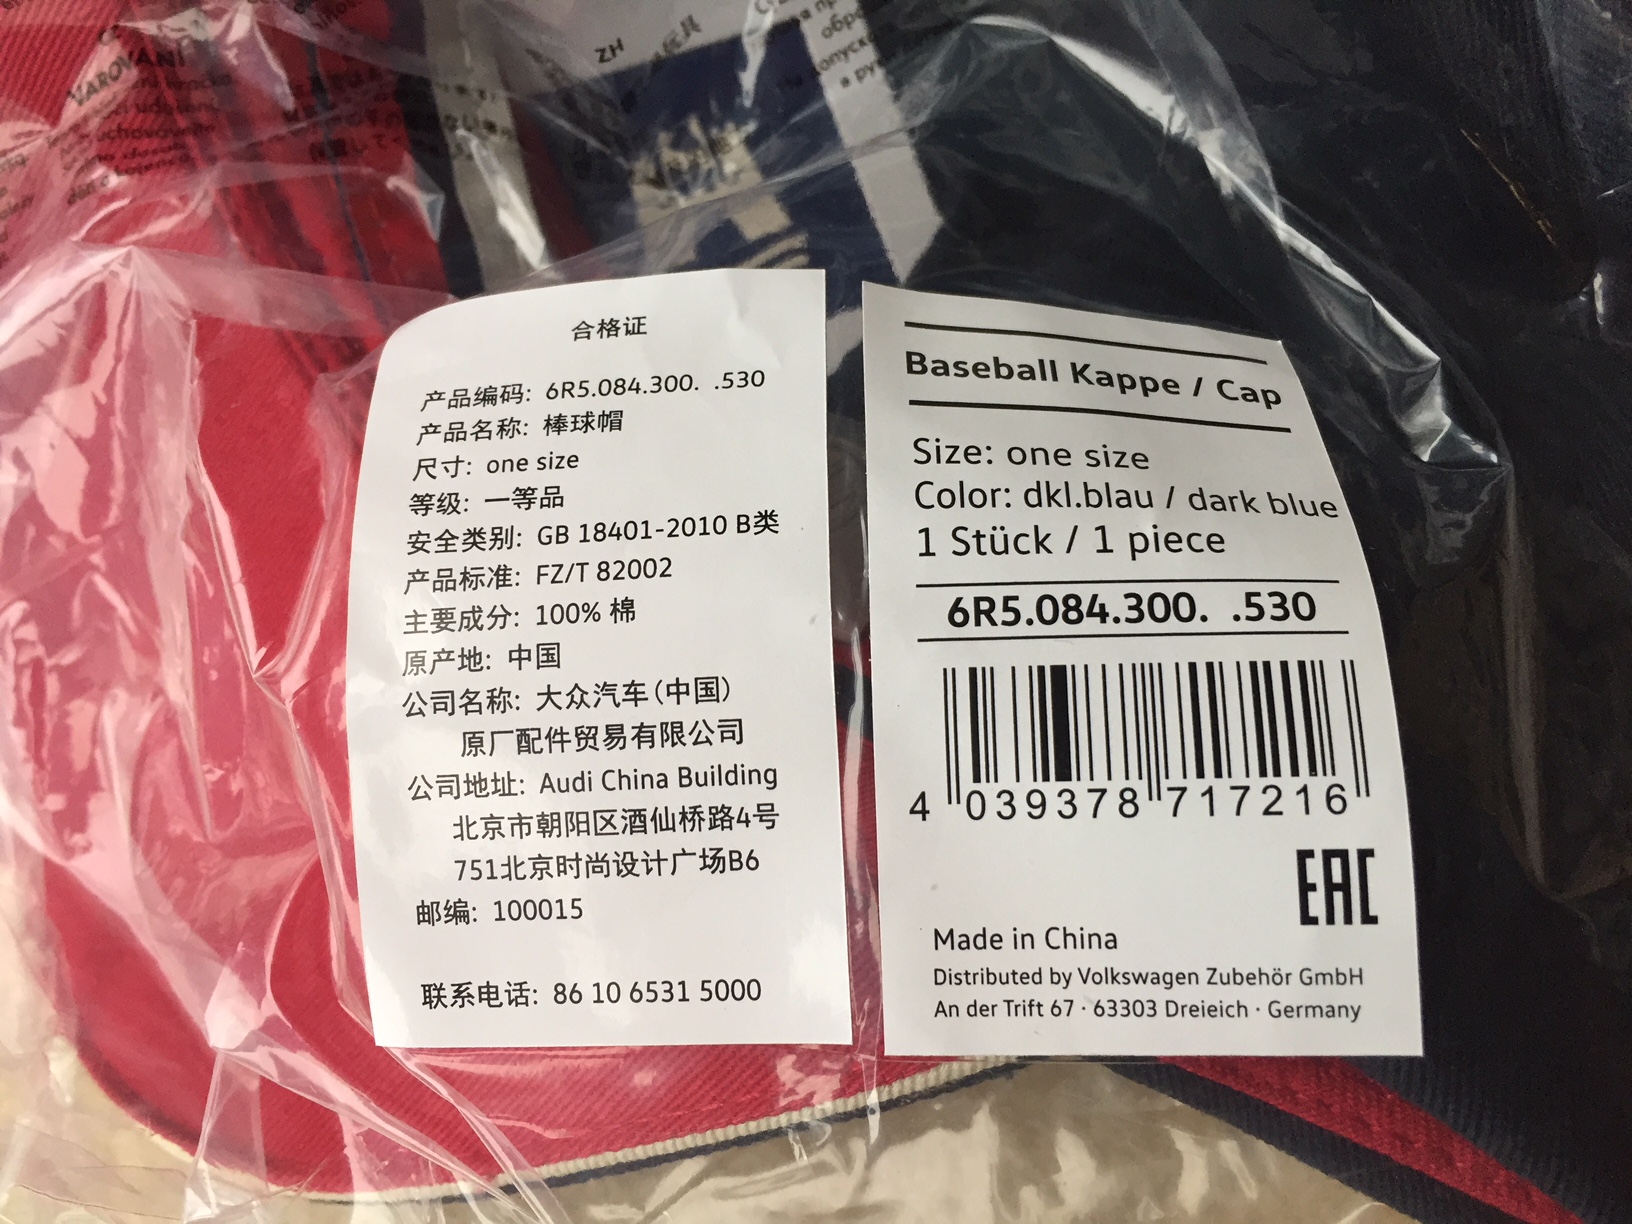 VAROVANI
ZH
合格证
产品编码: 6R5.084.300. .530
产品名称: 棒球帽
尺寸: one size
等级: 一等品
安全类别: GB 18401-2010 B类
产品标准: FZ/T 82002
主要成分: 100% 棉
原产地: 中国
公司名称: 大众汽车(中国)
原厂配件贸易有限公司
公司地址: Audi China Building
北京市朝阳区酒仙桥路4号
751北京时尚设计广场B6
邮编: 100015
联系电话: 86 10 6531 5000
Baseball Kappe / Cap
Size: one size
Color: dkl.blau / dark blue
1 Stück / 1 piece
6R5.084.300. .530
4 039378 717216
EAC
Made in China
Distributed by Volkswagen Zubehör GmbH
An der Trift 67 · 63303 Dreieich · Germany